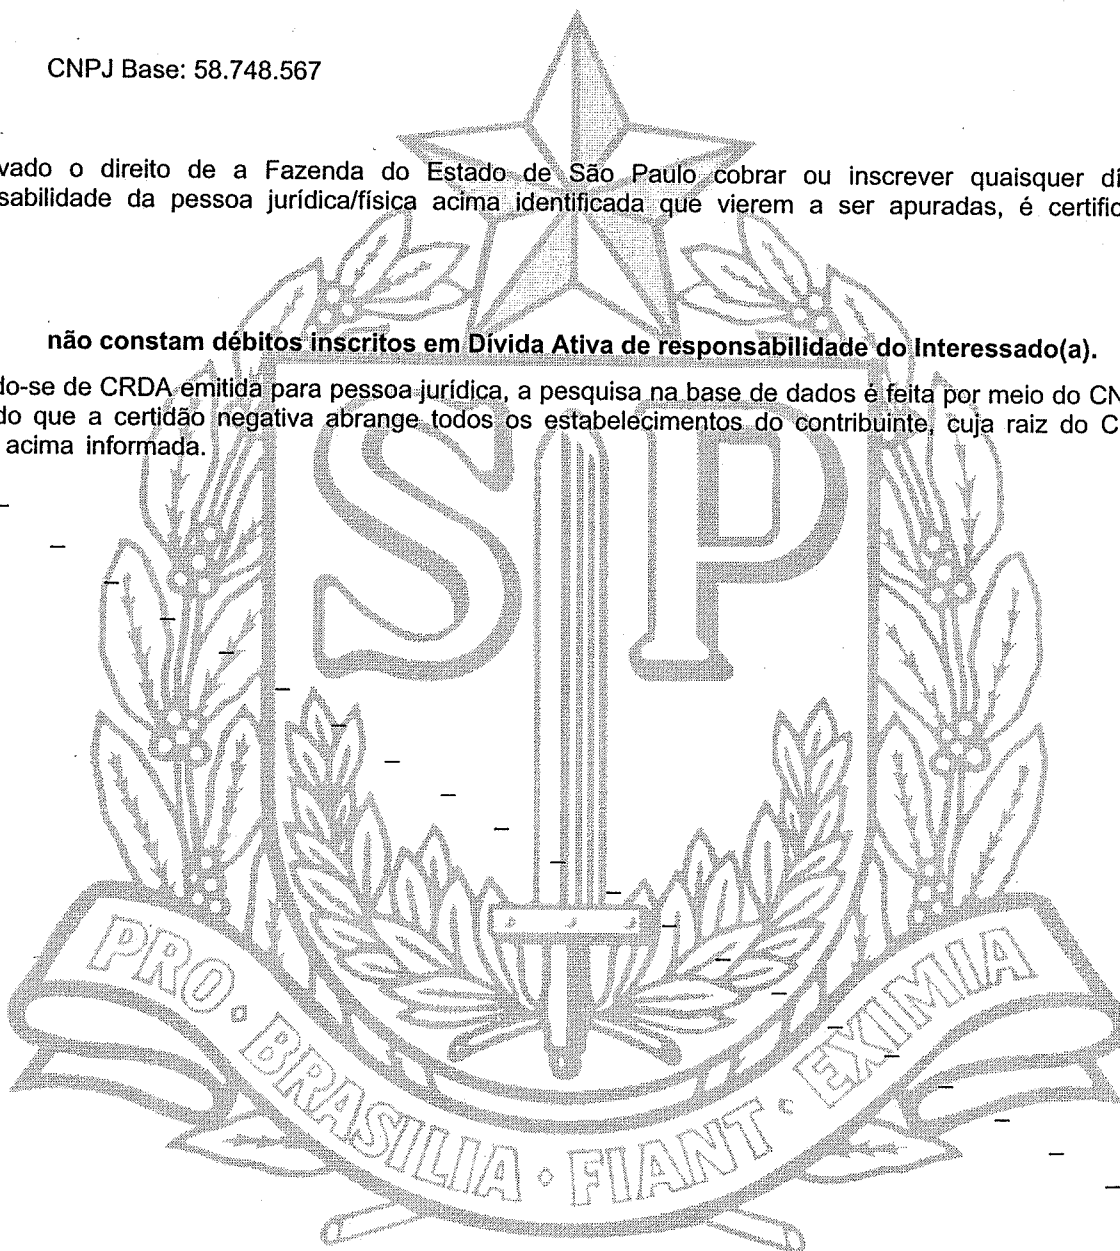 CNPJ Base: 58.748.567
vado o direito de a Fazenda do Estado de São Paulo cobrar ou inscrever quaisquer dí
sabilidade da pessoa jurídica/física acima identificada que vierem a ser apuradas, é certific
não constam débitos inscritos em Dívida Ativa de responsabilidade do Interessado(a).
do-se de CRDA emitida para pessoa jurídica, a pesquisa na base de dados é feita por meio do CN
do que a certidão negativa abrange todos os estabelecimentos do contribuinte, cuja raiz do C
acima informada.
SP
PRO · BRASILIA · FIANT · EXIMIA